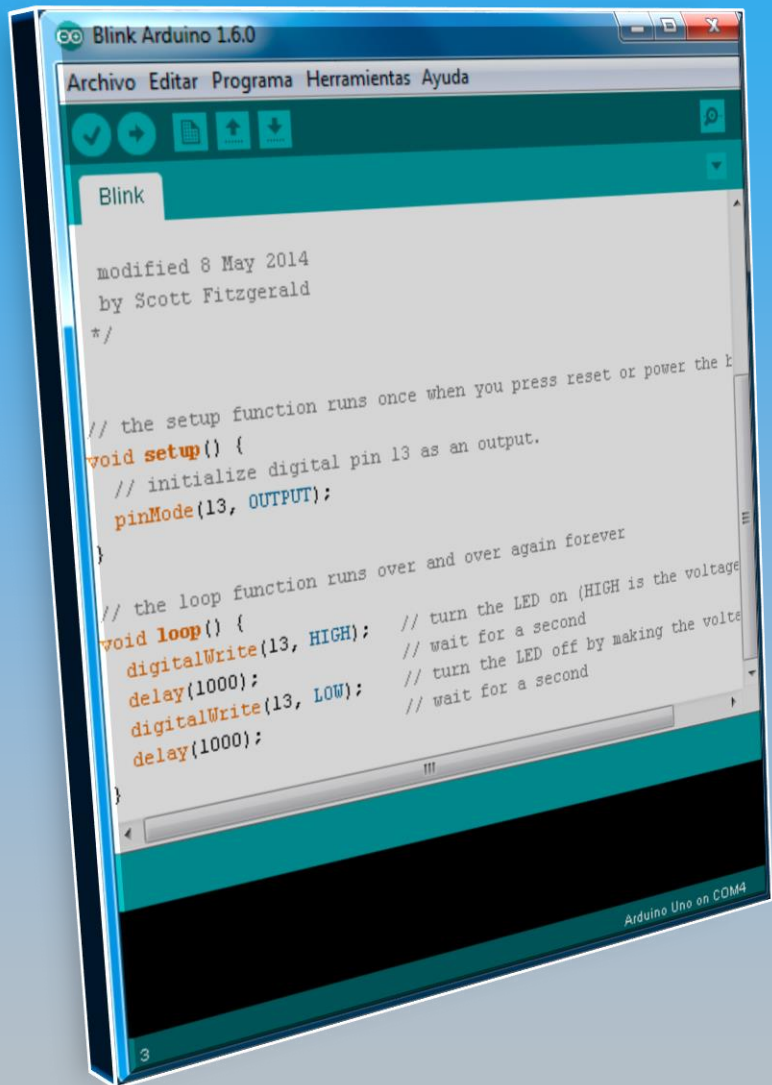 Blink Arduino 1.6.0
Archivo Editar Programa Herramientas Ayuda
Blink
modified 8 May 2014
by Scott Fitzgerald
*/
// the setup function runs once when you press reset or power the b
void setup() {
// initialize digital pin 13 as an output.
pinMode(13, OUTPUT);
}
// the loop function runs over and over again forever
void loop() {
digitalWrite(13, HIGH); // turn the LED on (HIGH is the voltage
delay(1000); // wait for a second
digitalWrite(13, LOW); // turn the LED off by making the volta
delay(1000); // wait for a second
}
Arduino Uno on COM4
3